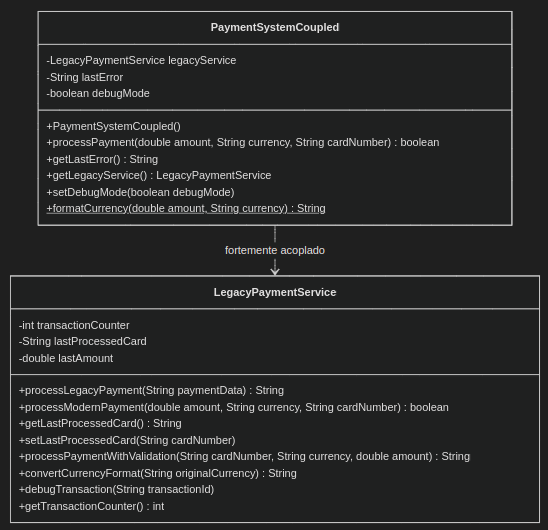 PaymentSystemCoupled
-LegacyPaymentService legacyService
-String lastError
-boolean debugMode
+PaymentSystemCoupled()
+processPayment(double amount, String currency, String cardNumber) : boolean
+getLastError() : String
+getLegacyService() : LegacyPaymentService
+setDebugMode(boolean debugMode)
+formatCurrency(double amount, String currency) : String
fortemente acoplado
LegacyPaymentService
-int transactionCounter
-String lastProcessedCard
-double lastAmount
+processLegacyPayment(String paymentData) : String
+processModernPayment(double amount, String currency, String cardNumber) : boolean
+getLastProcessedCard() : String
+setLastProcessedCard(String cardNumber)
+processPaymentWithValidation(String cardNumber, String currency, double amount) : String
+convertCurrencyFormat(String originalCurrency) : String
+debugTransaction(String transactionId)
+getTransactionCounter() : int